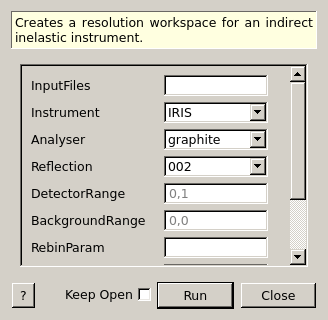 Creates a resolution workspace for an indirect
inelastic instrument.
InputFiles
Instrument IRIS
Analyser graphite
Reflection 002
DetectorRange 0,1
BackgroundRange 0,0
RebinParam
? Keep Open Run Close